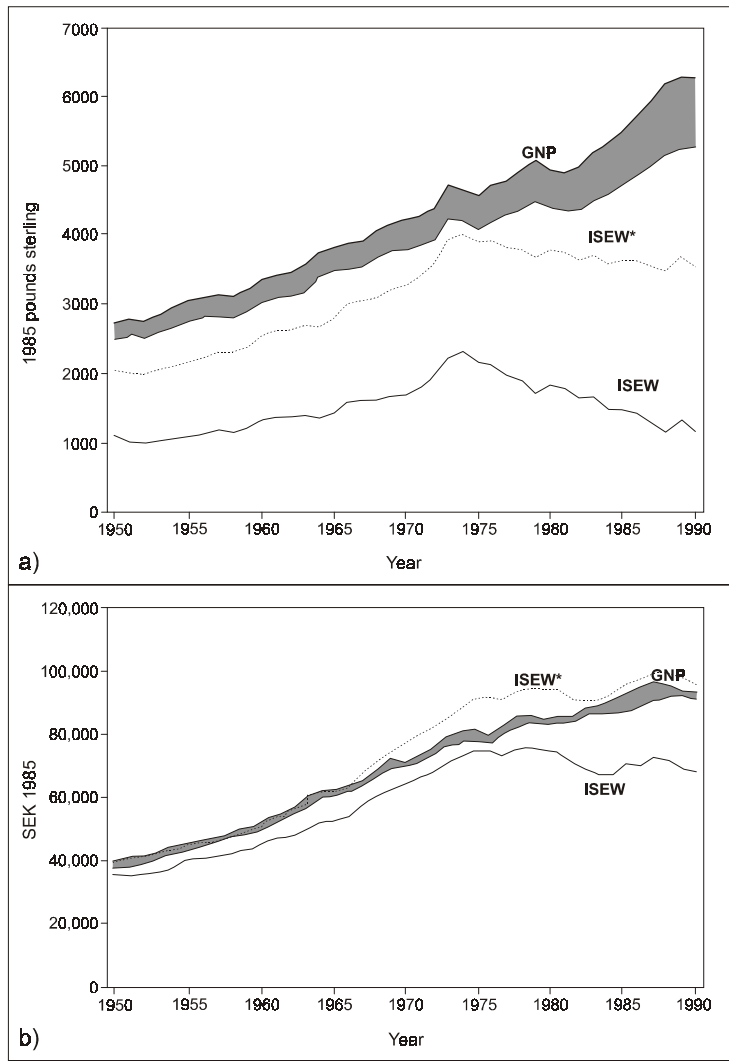 7000
6000
5000
4000
3000
2000
1000
0
1985 pounds sterling
GNP
ISEW*
ISEW
1950 1955 1960 1965 1970 1975 1980 1985 1990
Year
a)
120,000
100,000
80,000
60,000
40,000
20,000
0
SEK 1985
ISEW*
GNP
ISEW
1950 1955 1960 1965 1970 1975 1980 1985 1990
Year
b)